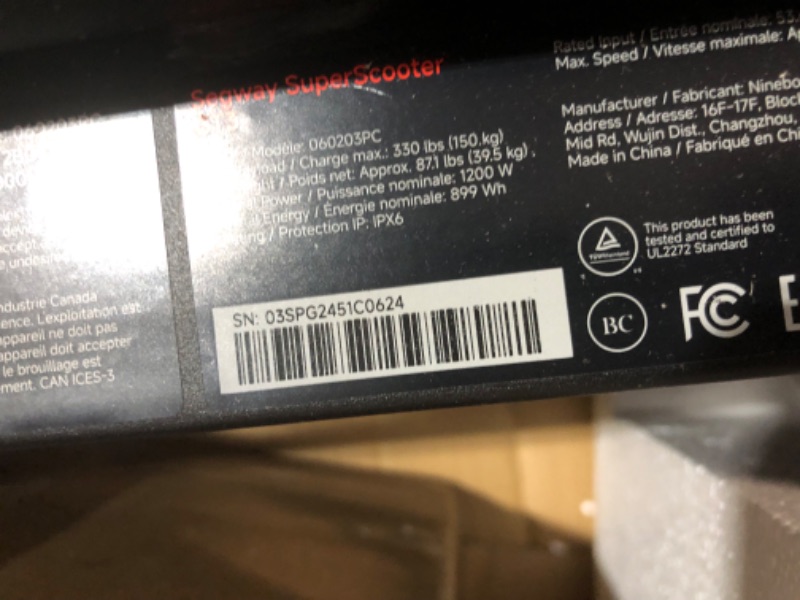 Segway SuperScooter
Modèle: 060203PC
/ Charge max.: 330 lbs (150.kg)
/ Poids net: Approx. 87.1 lbs (39,5 kg)
Power / Puissance nominale: 1200 W
Energy / Énergie nominale: 899 Wh
/ Protection IP: IPX6
SN: 03SPG2451C0624
Rated Input / Entrée nominale: 53.
Max. Speed / Vitesse maximale:
Manufacturer / Fabricant: Ninebo
Address / Adresse: 16F-17F, Block
Mid Rd, Wujin Dist., Changzhou,
Made in China / Fabriqué en Chi
This product has been
tested and certified to
UL2272 Standard
BC
FC
Industrie Canada
ence. L'exploitation est
appareil ne doit pas
appareil doit accepter
le brouillage est
ment. CAN ICES-3